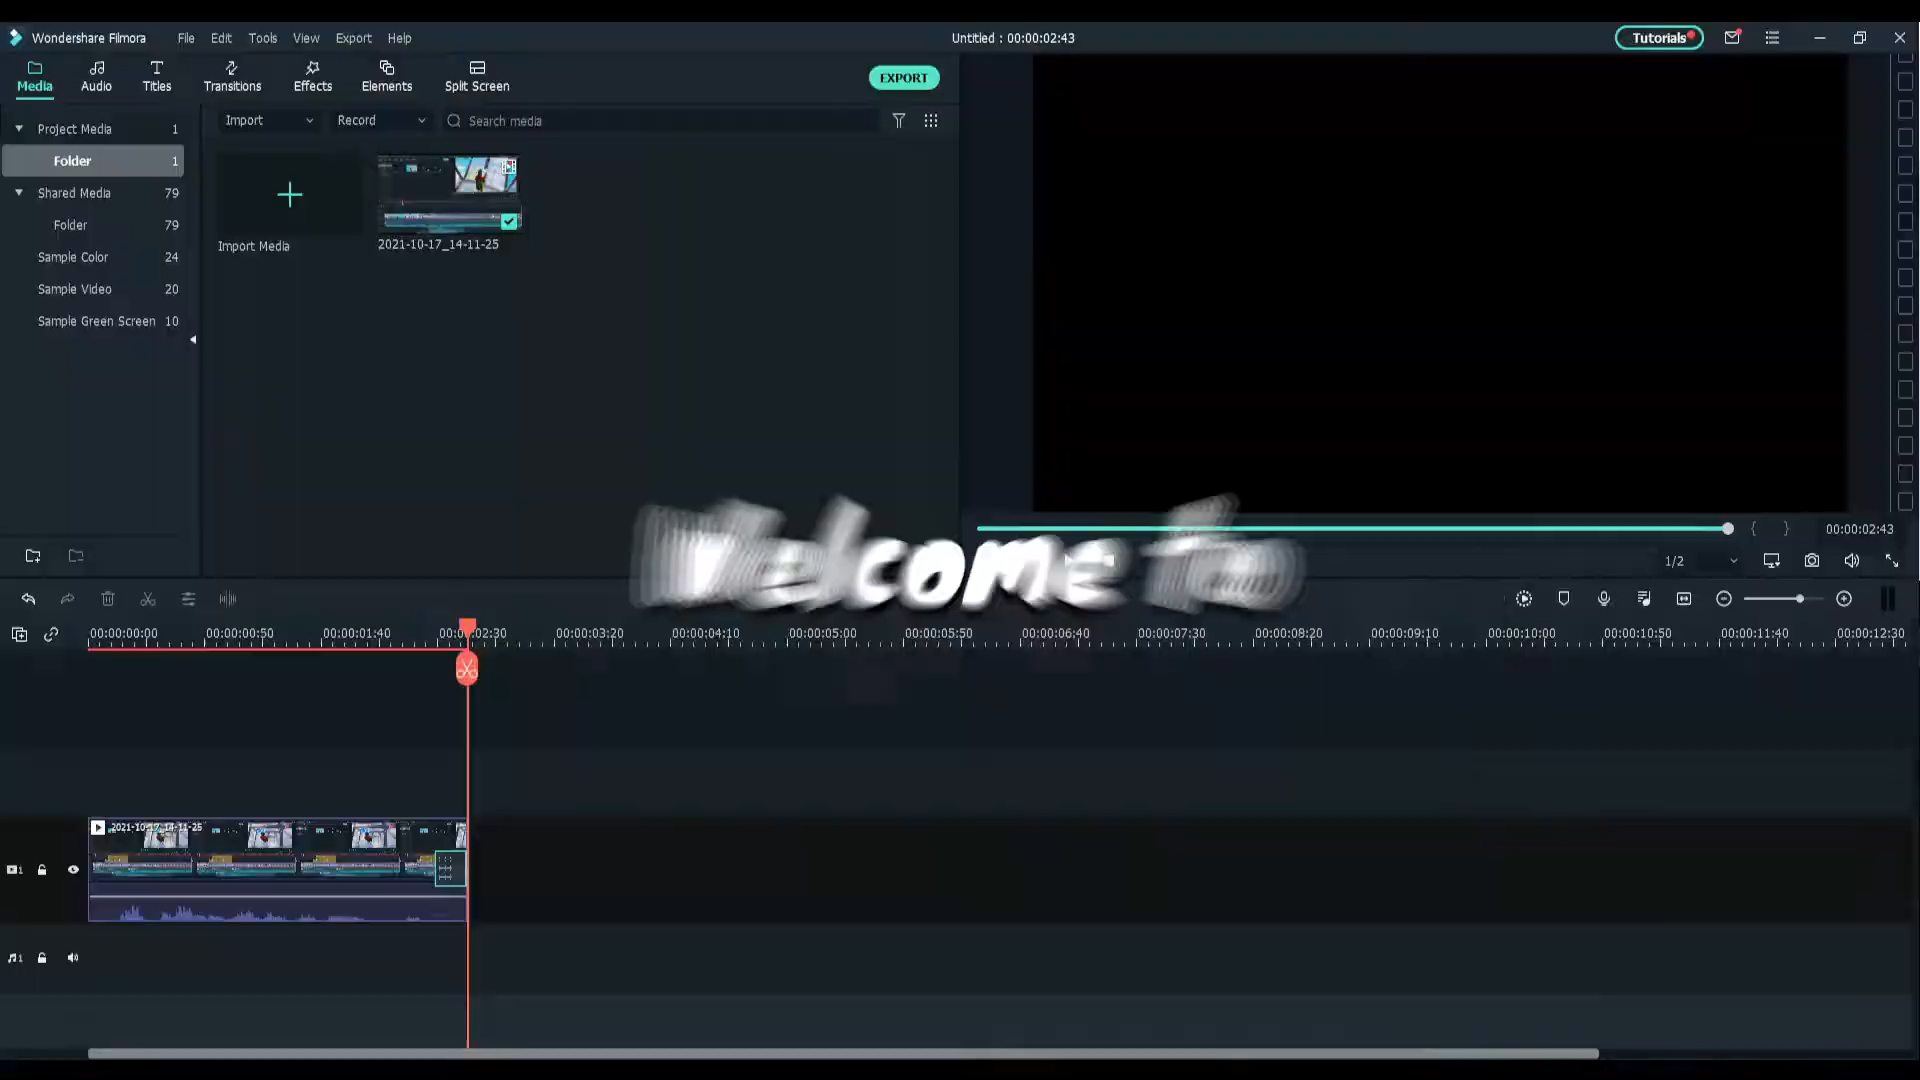 Wondershare Filmora File Edit Tools View Export Help
Untitled : 00:00:02:43
Tutorials
Media Audio Titles Transitions Effects Elements Split Screen
EXPORT
Import Record Search media
Project Media 1
Folder 1
Shared Media 79
Folder 79
Sample Color 24
Sample Video 20
Sample Green Screen 10
Import Media
2021-10-17_14-11-25
{ } 00:00:02:43
1/2
Welcome to
00:00:00:00 00:00:00:50 00:00:01:40 00:00:02:30 00:00:03:20 00:00:04:10 00:00:05:00 00:00:05:50 00:00:06:40 00:00:07:30 00:00:08:20 00:00:09:10 00:00:10:00 00:00:10:50 00:00:11:40 00:00:12:30
2021-10-17_14-11-25
1
1